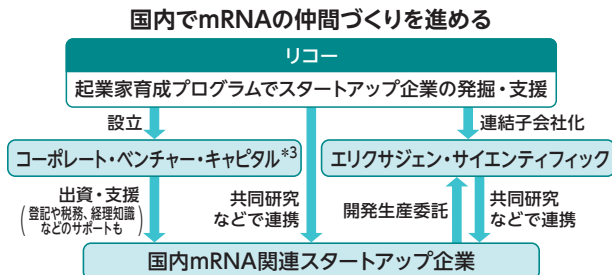 国内でmRNAの仲間づくりを進める
リコー
起業家育成プログラムでスタートアップ企業の発掘・支援
設立
連結子会社化
コーポレート・ベンチャー・キャピタル*3
エリクサジェン・サイエンティフィック
出資・支援
(登記や税務、経理知識
などのサポートも)
共同研究
などで連携
開発生産委託
共同研究
などで連携
国内mRNA関連スタートアップ企業